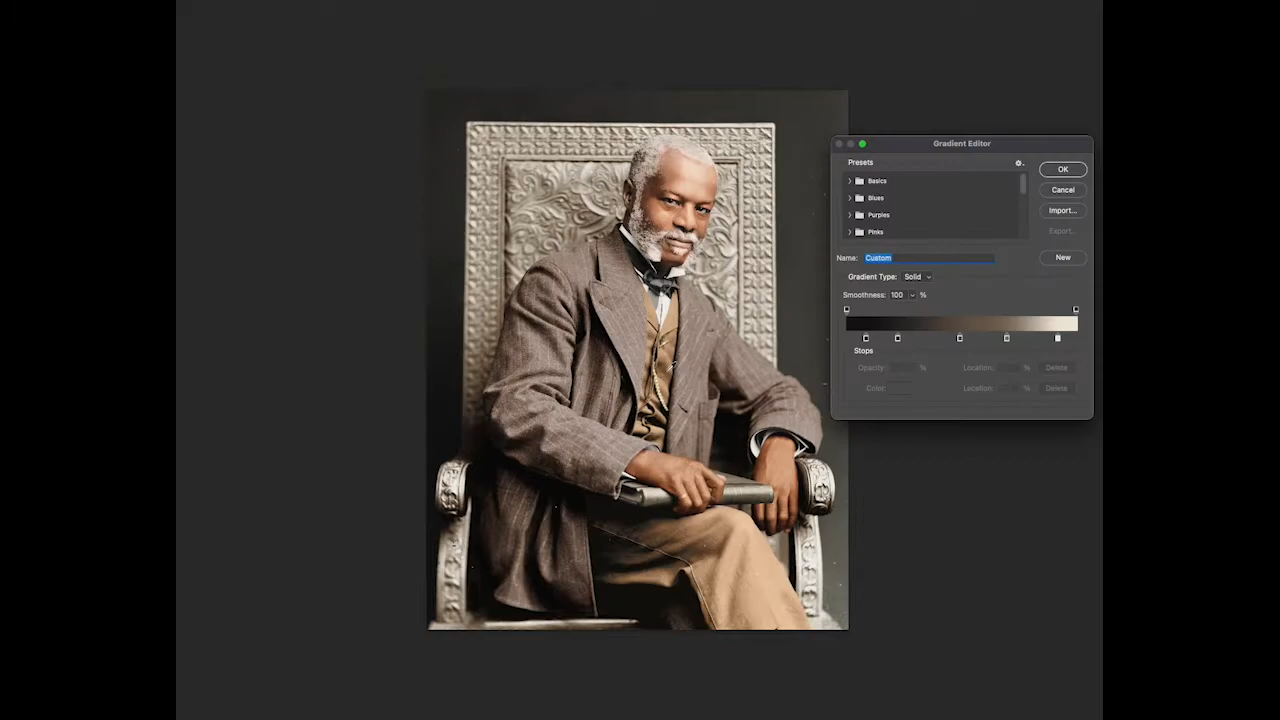 Gradient Editor
Presets
OK
Basics
Cancel
Blues
Import...
Purples
Export...
Pinks
Name: Custom
New
Gradient Type: Solid
Smoothness: 100 %
Stops
Opacity: % Location: % Delete
Color: Location: % Delete